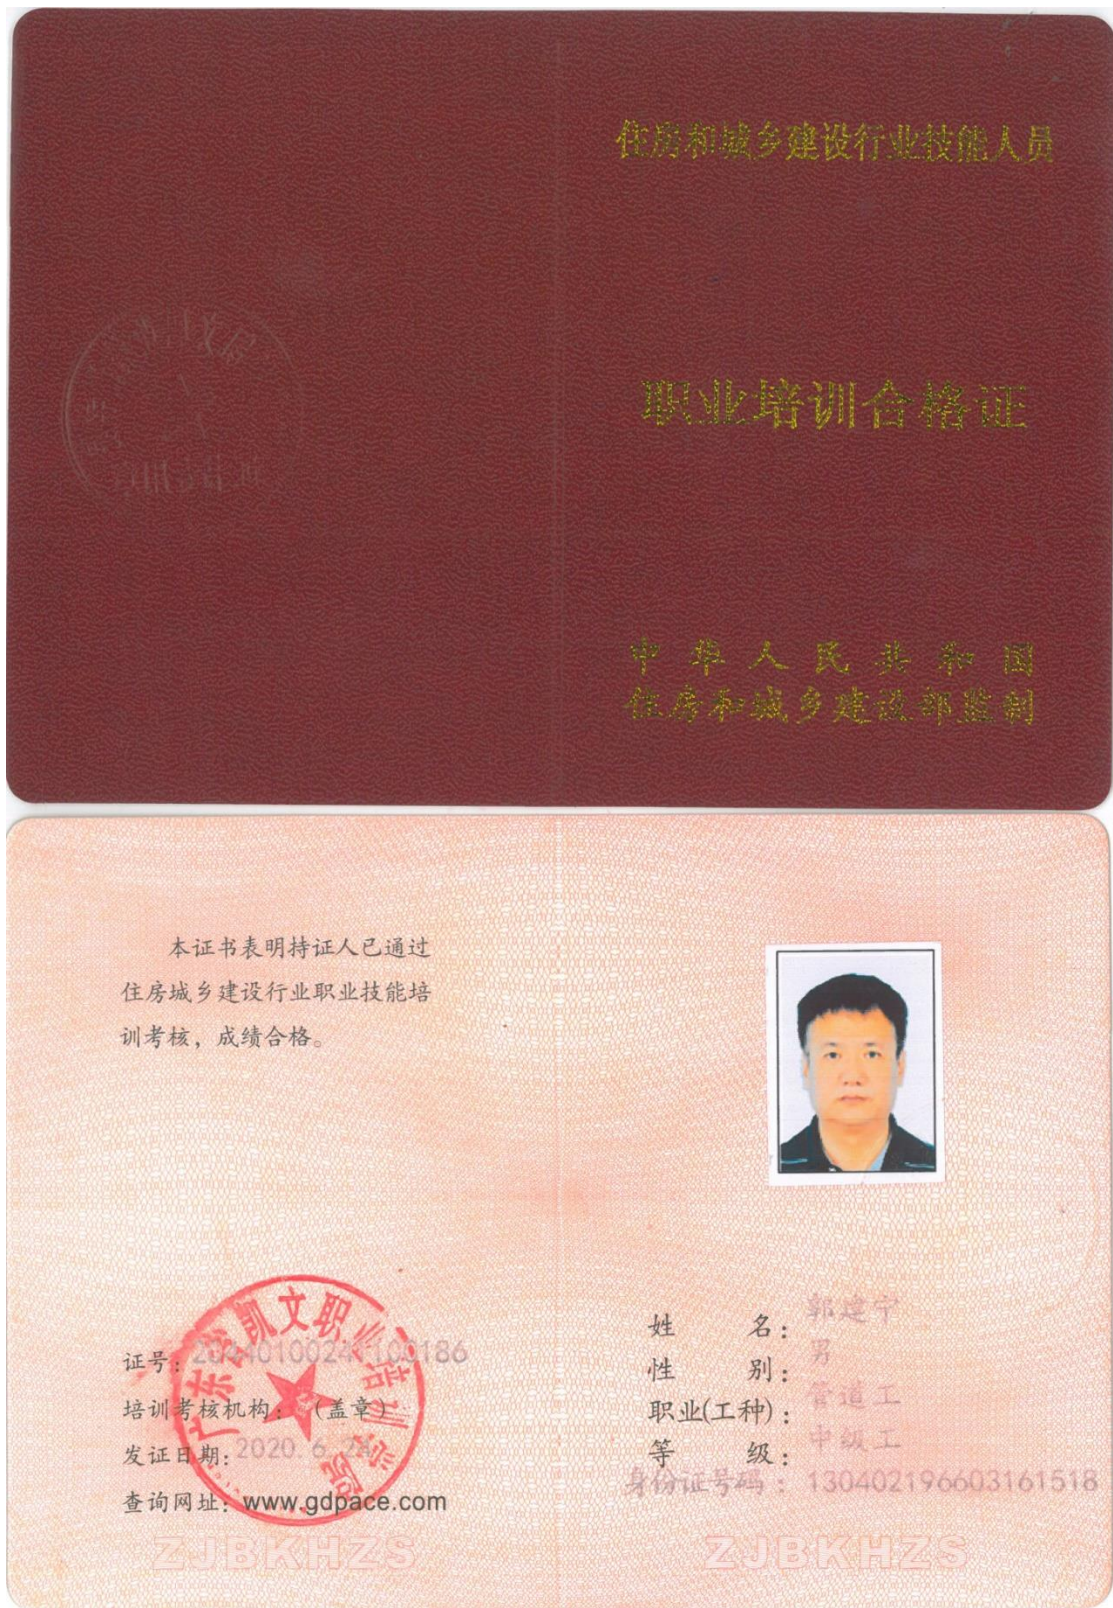 住房和城乡建设行业技能人员
职业培训合格证
中华人民共和国
住房和城乡建设部监制
本证书表明持证人已通过
住房城乡建设行业职业技能培
训考核，成绩合格。
证号：20440100241100186
培训考核机构：（盖章）
发证日期：2020.6.28
查询网址：www.gdpace.com
ZJBKHZS
姓 名：郭建宁
性 别：男
职业(工种)：管道工
等 级：中级工
身份证号码：130402196603161518
ZJBKHZS